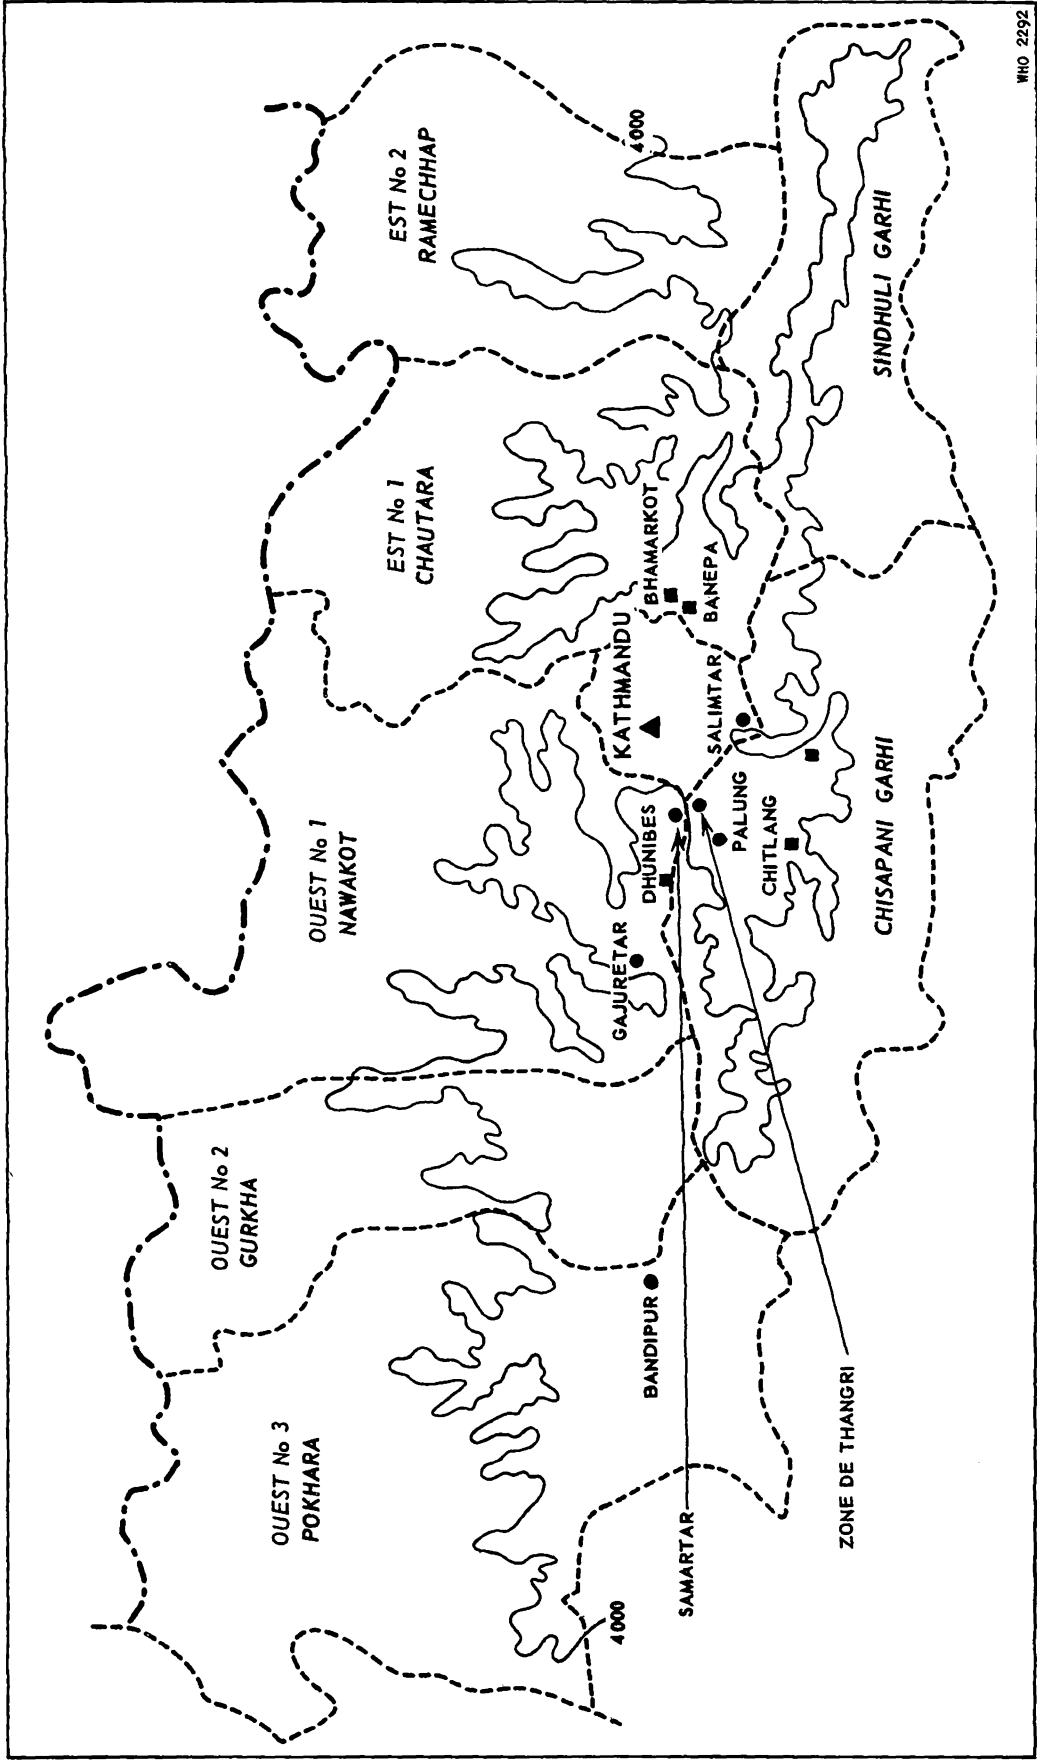 OUEST No 3
POKHARA
OUEST No 2
GURKHA
OUEST No 1
NAWAKOT
EST No 1
CHAUTARA
EST No 2
RAMECHHAP
4000
4000
KATHMANDU
BHAMARKOT
BANEPA
SALIMTAR
DHUNIBES
GAJURETAR
PALUNG
CHITLANG
BANDIPUR
SAMARTAR
ZONE DE THANGRI
CHISAPANI GARHI
SINDHULI GARHI
WHO 2292